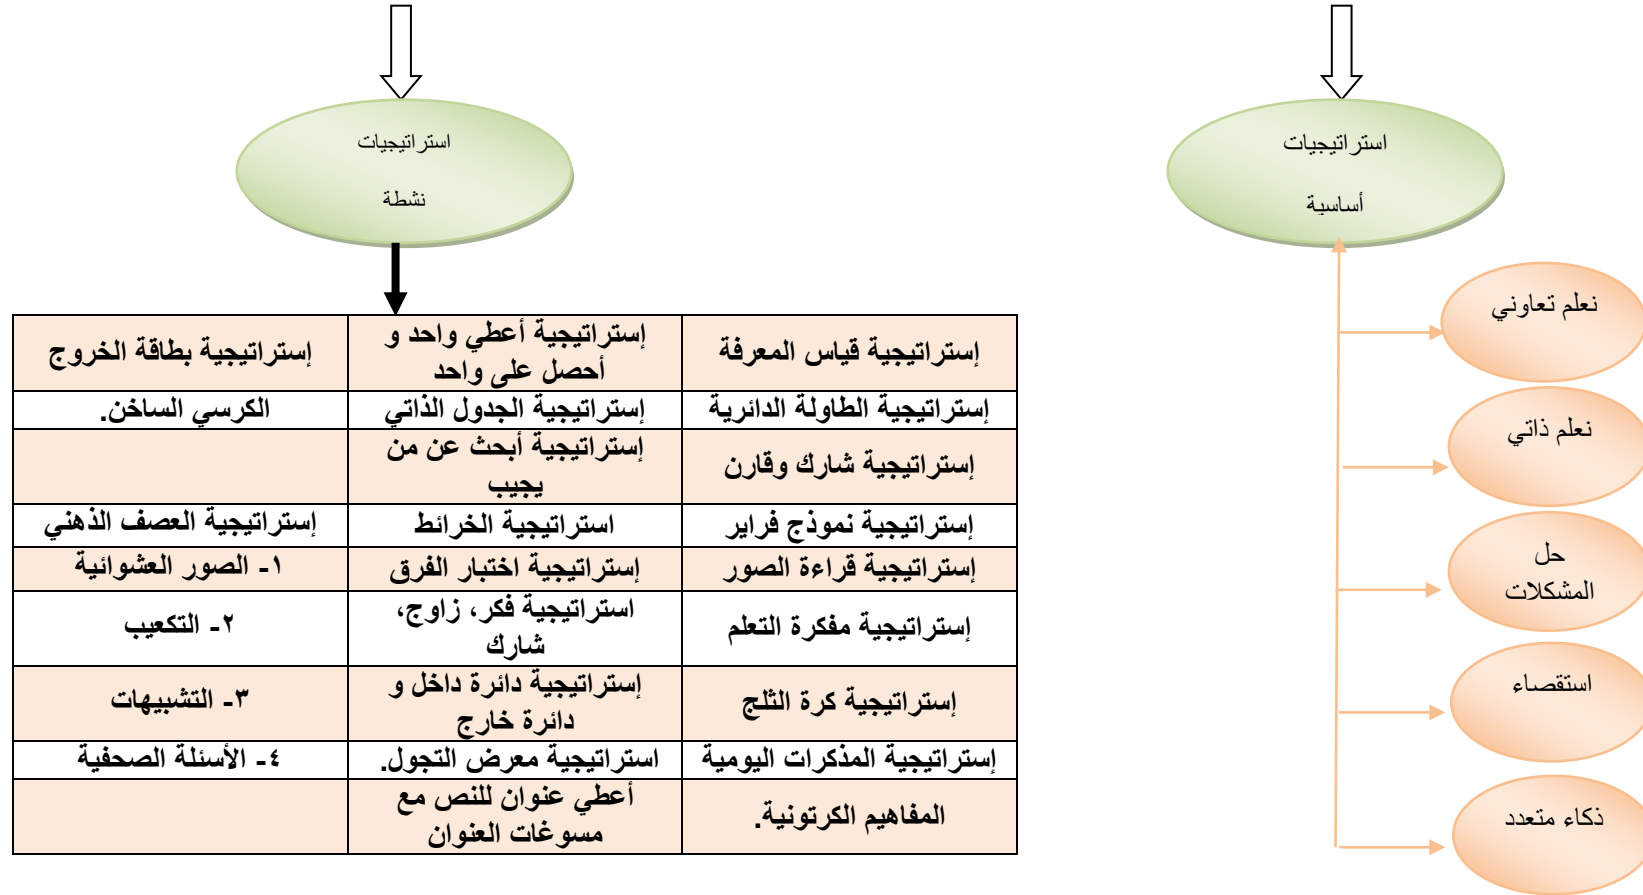 استراتيجيات
أساسية
نعلم تعاوني
نعلم ذاتي
حل
المشكلات
استقصاء
ذكاء متعدد
استراتيجيات
نشطة
إستراتيجية قياس المعرفة
إستراتيجية أعطي واحد و
أحصل على واحد
إستراتيجية بطاقة الخروج
إستراتيجية الطاولة الدائرية
إستراتيجية الجدول الذاتي
الكرسي الساخن.
إستراتيجية شارك وقارن
إستراتيجية أبحث عن من
يجيب
إستراتيجية نموذج فراير
استراتيجية الخرائط
إستراتيجية العصف الذهني
إستراتيجية قراءة الصور
إستراتيجية اختبار الفرق
١- الصور العشوائية
إستراتيجية مفكرة التعلم
استراتيجية فكر، زاوج،
شارك
٢- التكعيب
إستراتيجية كرة الثلج
إستراتيجية دائرة داخل و
دائرة خارج
٣- التشبيهات
إستراتيجية المذكرات اليومية
استراتيجية معرض التجول.
٤- الأسئلة الصحفية
المفاهيم الكرتونية.
أعطي عنوان للنص مع
مسوغات العنوان